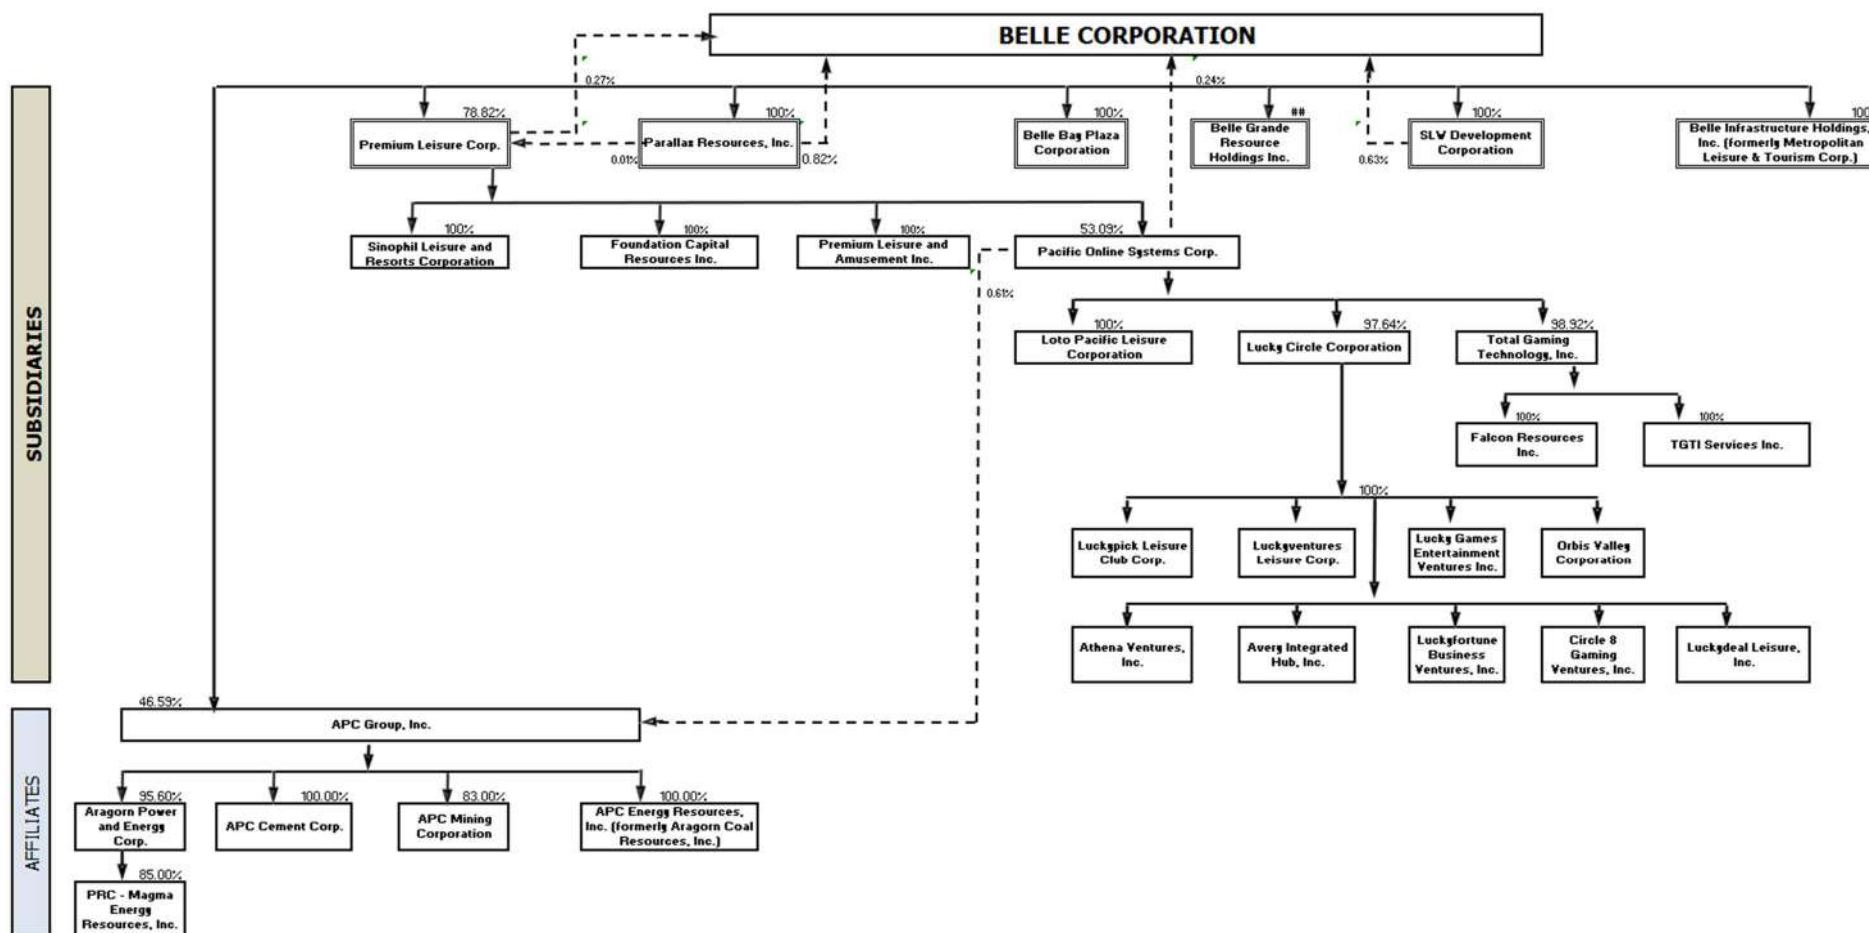 BELLE CORPORATION
0.27%
0.24%
SUBSIDIARIES
78.82%
100%
100%
##
100%
100
Premium Leisure Corp.
Parallax Resources, Inc.
Belle Bay Plaza
Corporation
Belle Grande
Resource
Holdings Inc.
SLW Development
Corporation
Belle Infrastructure Holdings,
Inc. (formerly Metropolitan
Leisure & Tourism Corp.)
0.01%
0.82%
0.63%
100%
100%
100%
53.09%
Sinophil Leisure and
Resorts Corporation
Foundation Capital
Resources Inc.
Premium Leisure and
Amusement Inc.
Pacific Online Systems Corp.
0.61%
100%
97.64%
98.92%
Loto Pacific Leisure
Corporation
Lucky Circle Corporation
Total Gaming
Technology, Inc.
100%
100%
Falcon Resources
Inc.
TGTI Services Inc.
100%
Luckypick Leisure
Club Corp.
Luckyventures
Leisure Corp.
Lucky Games
Entertainment
Ventures Inc.
Orbis Valley
Corporation
Athena Ventures,
Inc.
Avery Integrated
Hub, Inc.
Luckyfortune
Business
Ventures, Inc.
Circle 8
Gaming
Ventures, Inc.
Luckydeal Leisure,
Inc.
AFFILIATES
46.59%
APC Group, Inc.
95.60%
100.00%
83.00%
100.00%
Aragorn Power
and Energy
Corp.
APC Cement Corp.
APC Mining
Corporation
APC Energy Resources,
Inc. (formerly Aragorn Coal
Resources, Inc.)
85.00%
PRC - Magma
Energy
Resources, Inc.